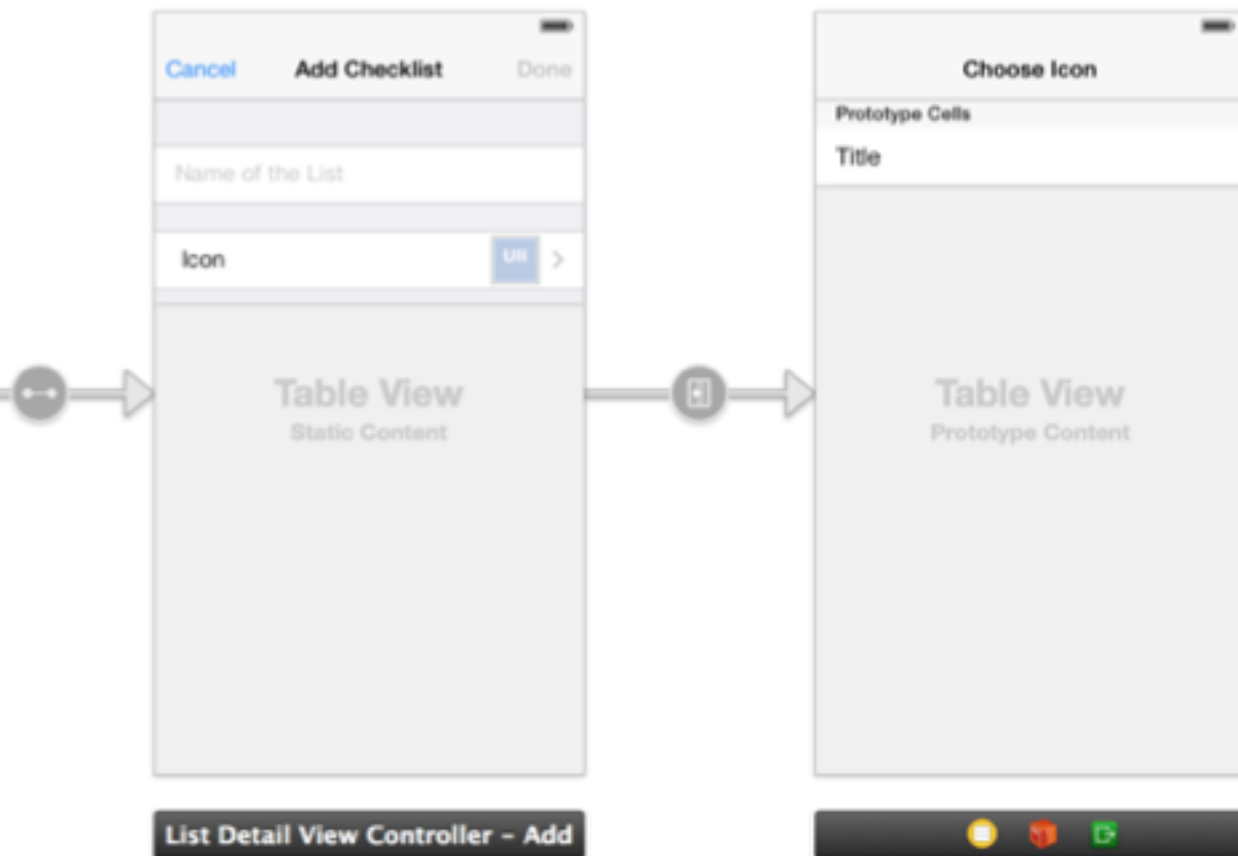 Cancel Add Checklist Done
Name of the List
Icon UII
Table View
Static Content
List Detail View Controller – Add
Choose Icon
Prototype Cells
Title
Table View
Prototype Content